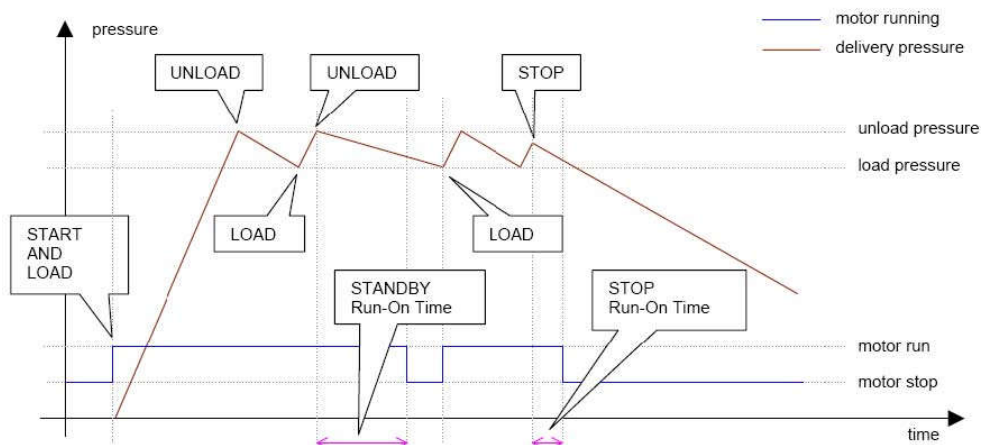 pressure
motor running
delivery pressure
UNLOAD
UNLOAD
STOP
unload pressure
load pressure
START
AND
LOAD
LOAD
LOAD
STANDBY
Run-On Time
STOP
Run-On Time
motor run
motor stop
time